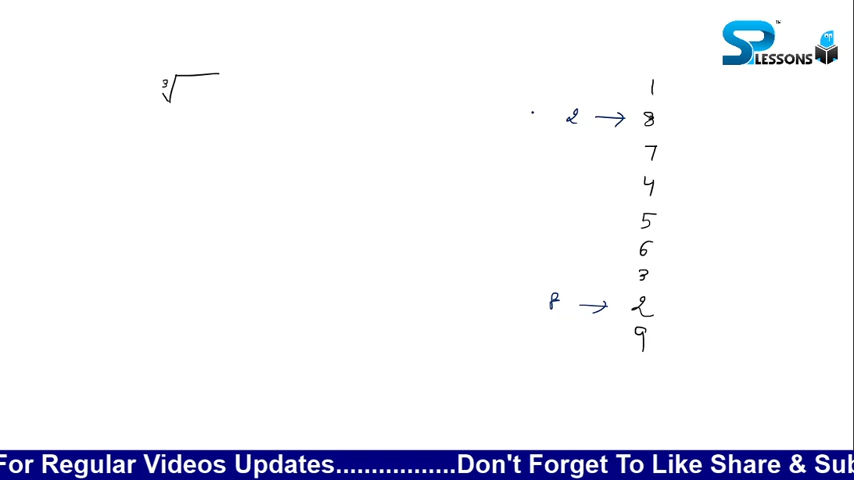 SP LESSONS
TM
3√
1
2 → 8
7
4
5
6
3
8 → 2
9
For Regular Videos Updates.................Don't Forget To Like Share & Sub